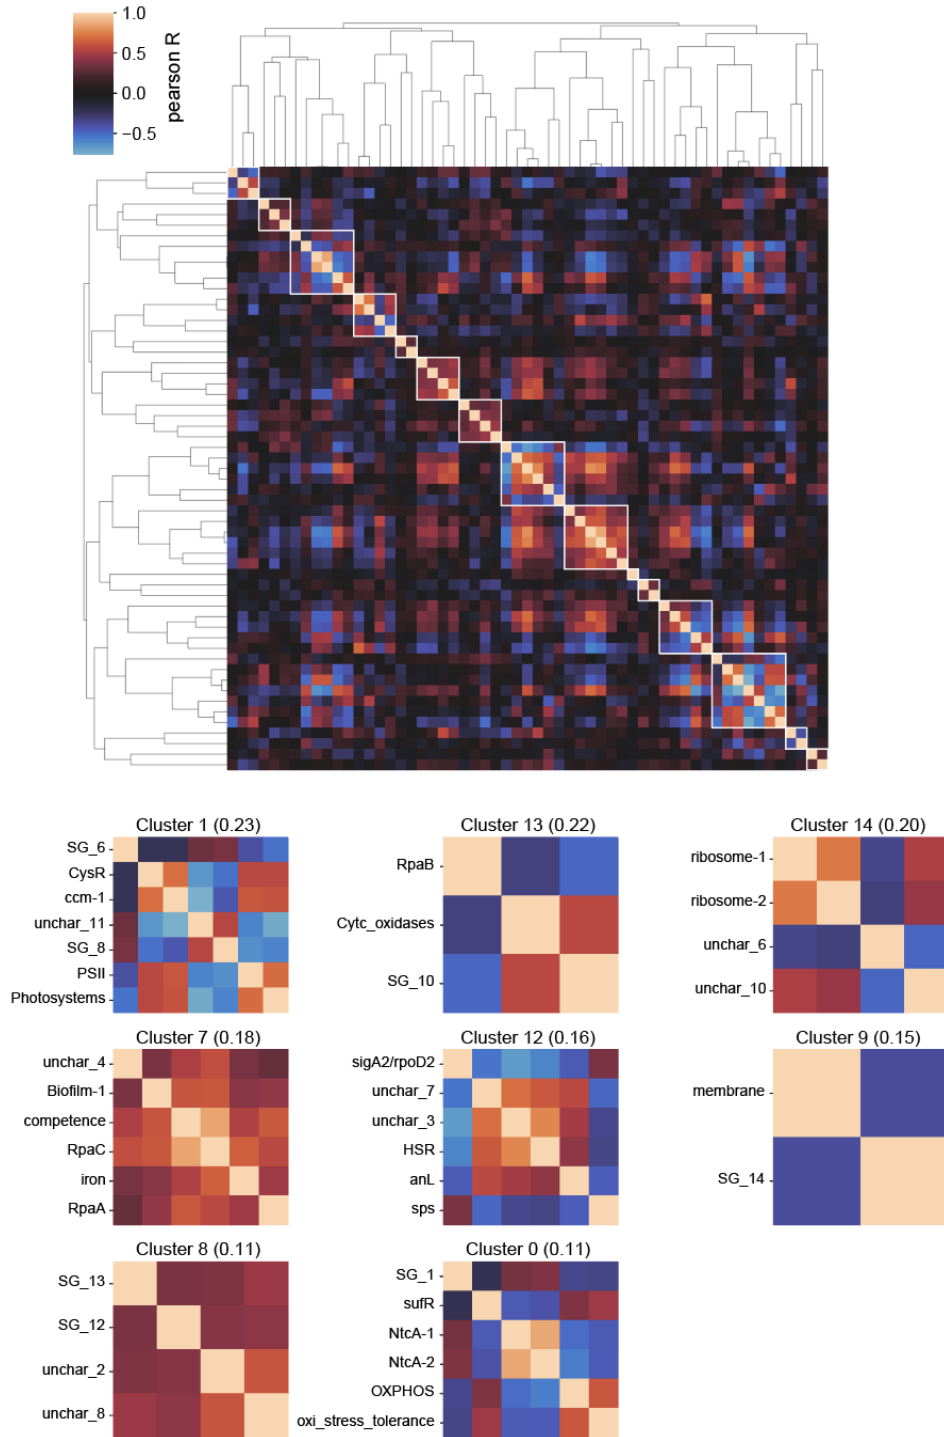 1.0
0.5
0.0
−0.5
pearson R
Cluster 1 (0.23)
SG_6
CysR
ccm-1
unchar_11
SG_8
PSII
Photosystems
Cluster 13 (0.22)
RpaB
Cytc_oxidases
SG_10
Cluster 14 (0.20)
ribosome-1
ribosome-2
unchar_6
unchar_10
Cluster 7 (0.18)
unchar_4
Biofilm-1
competence
RpaC
iron
RpaA
Cluster 12 (0.16)
sigA2/rpoD2
unchar_7
unchar_3
HSR
anL
sps
Cluster 9 (0.15)
membrane
SG_14
Cluster 8 (0.11)
SG_13
SG_12
unchar_2
unchar_8
Cluster 0 (0.11)
SG_1
sufR
NtcA-1
NtcA-2
OXPHOS
oxi_stress_tolerance